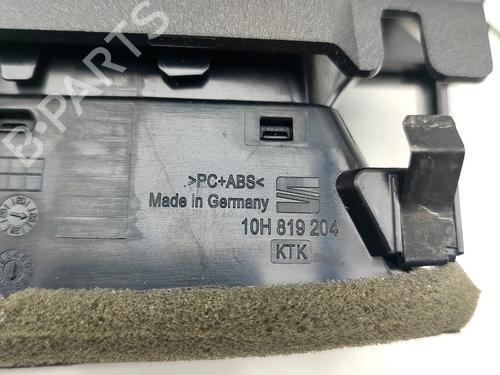 B-PARTS
>PC+ABS<
Made in Germany
10H 819 204
KTK